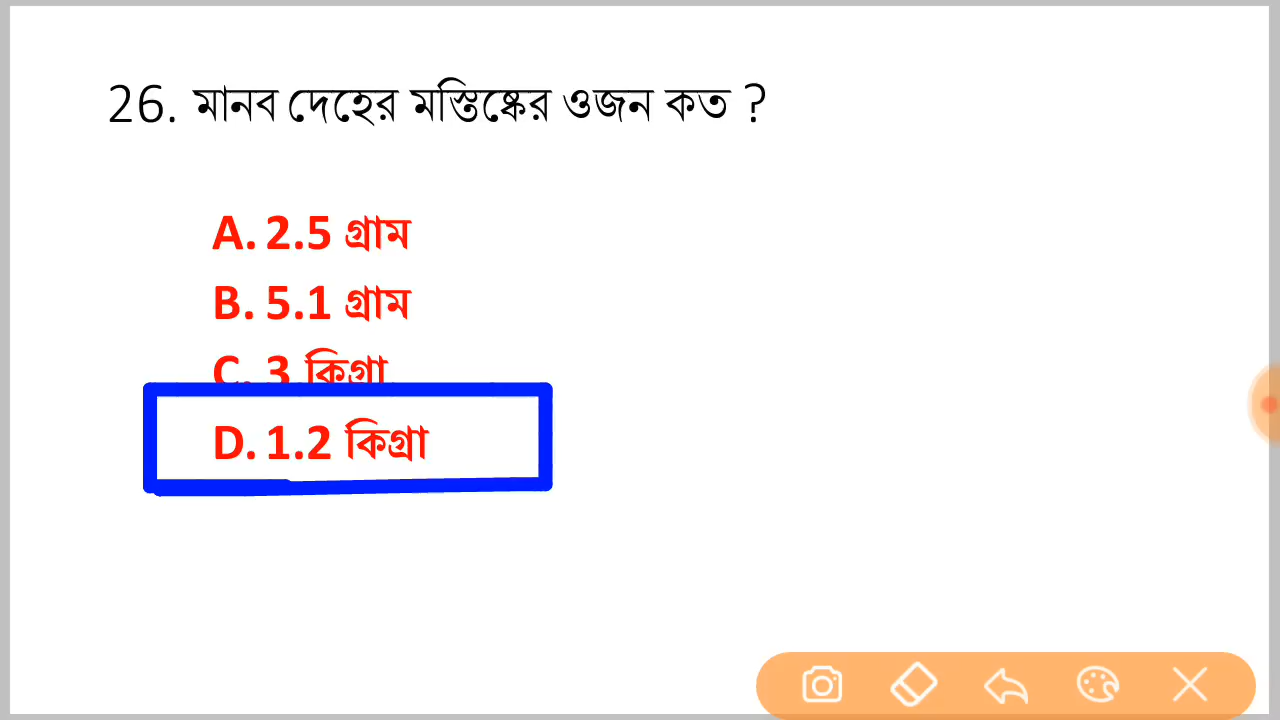 26. মানব দেহের মস্তিষ্কের ওজন কত ?
A. 2.5 গ্রাম
B. 5.1 গ্রাম
C. 3 কিগ্রা
D. 1.2 কিগ্রা